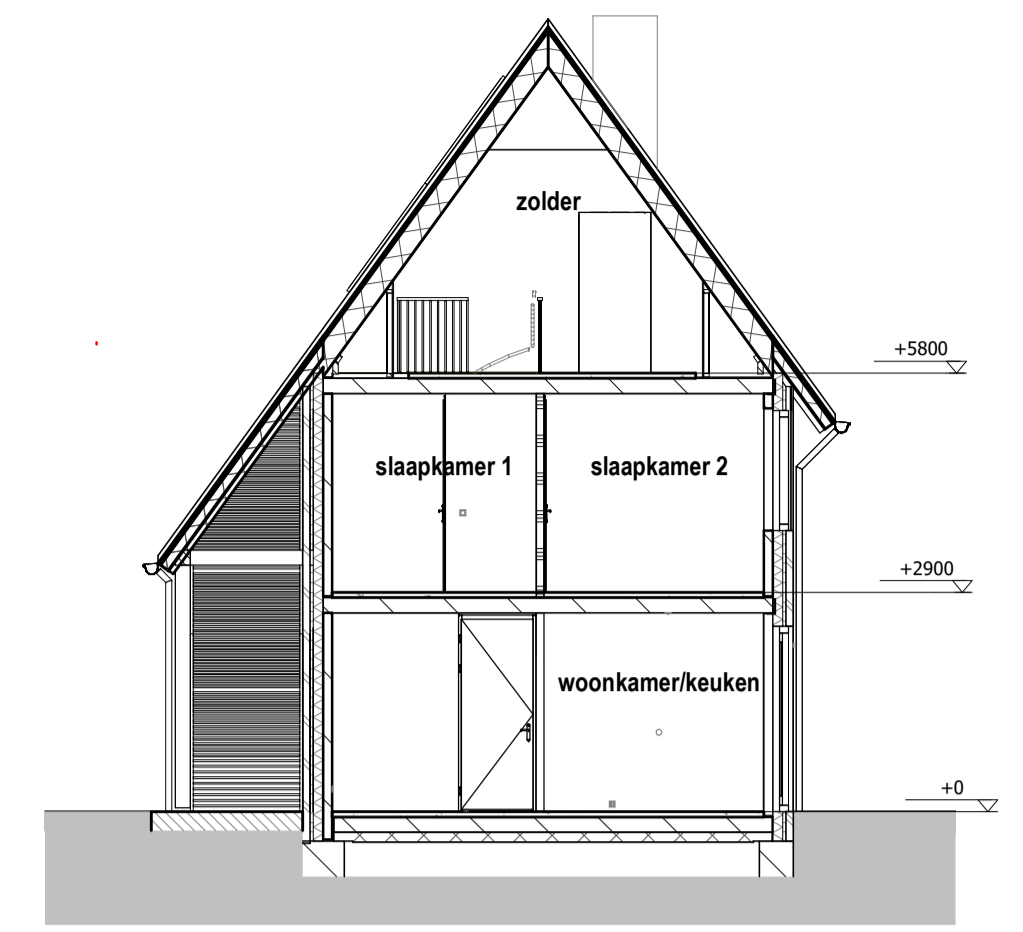 zolder
+5800
slaapkamer 1
slaapkamer 2
+2900
woonkamer/keuken
+0